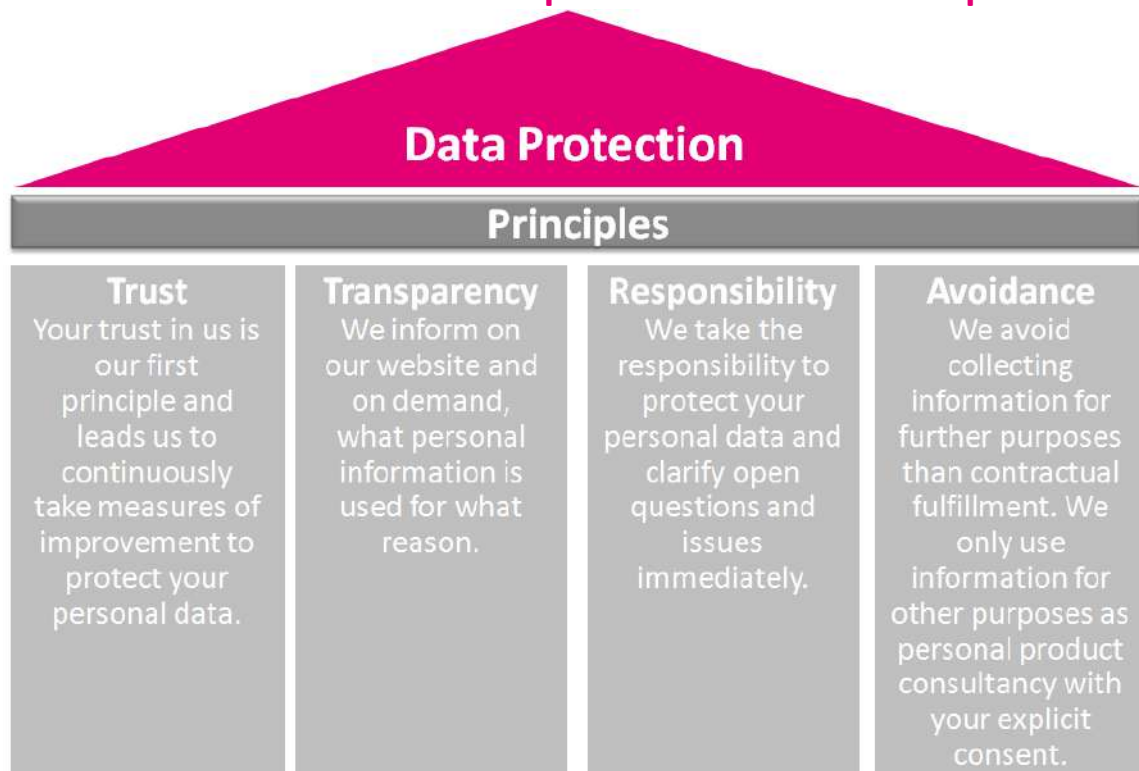 Data Protection
Principles
Trust
Your trust in us is
our first
principle and
leads us to
continuously
take measures of
improvement to
protect your
personal data.
Transparency
We inform on
our website and
on demand,
what personal
information is
used for what
reason.
Responsibility
We take the
responsibility to
protect your
personal data and
clarify open
questions and
issues
immediately.
Avoidance
We avoid
collecting
information for
further purposes
than contractual
fulfillment. We
only use
information for
other purposes as
personal product
consultancy with
your explicit
consent.